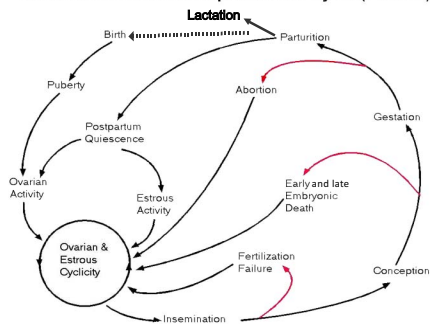 Lactation
Birth
Parturition
Puberty
Abortion
Gestation
Postpartum
Quiescence
Ovarian
Activity
Estrous
Activity
Early and late
Embryonic
Death
Ovarian &
Estrous
Cyclicity
Fertilization
Failure
Conception
Insemination